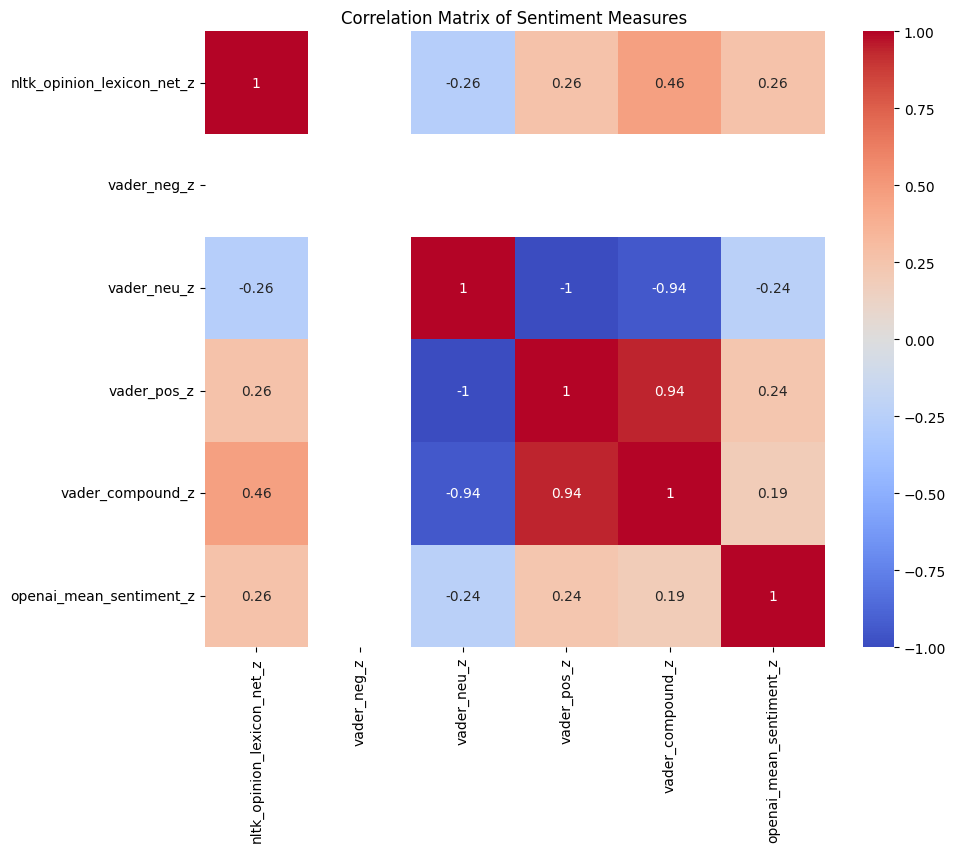 Correlation Matrix of Sentiment Measures
nltk_opinion_lexicon_net_z
1
-0.26
0.26
0.46
0.26
vader_neg_z
vader_neu_z
-0.26
1
-1
-0.94
-0.24
vader_pos_z
0.26
-1
1
0.94
0.24
vader_compound_z
0.46
-0.94
0.94
1
0.19
openai_mean_sentiment_z
0.26
-0.24
0.24
0.19
1
nltk_opinion_lexicon_net_z
vader_neg_z
vader_neu_z
vader_pos_z
vader_compound_z
openai_mean_sentiment_z
1.00
0.75
0.50
0.25
0.00
−0.25
−0.50
−0.75
−1.00